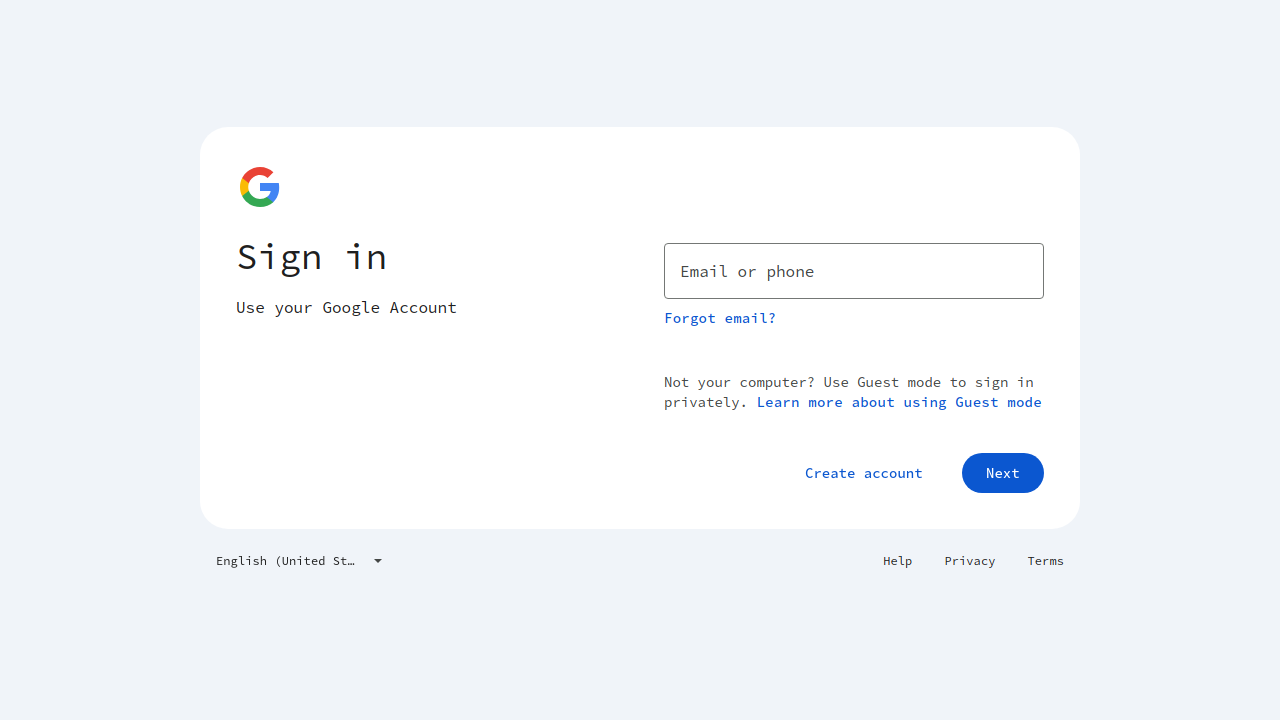 Sign in
Use your Google Account
Email or phone
Forgot email?
Not your computer? Use Guest mode to sign in
privately. Learn more about using Guest mode
Create account
Next
English (United St…
Help
Privacy
Terms